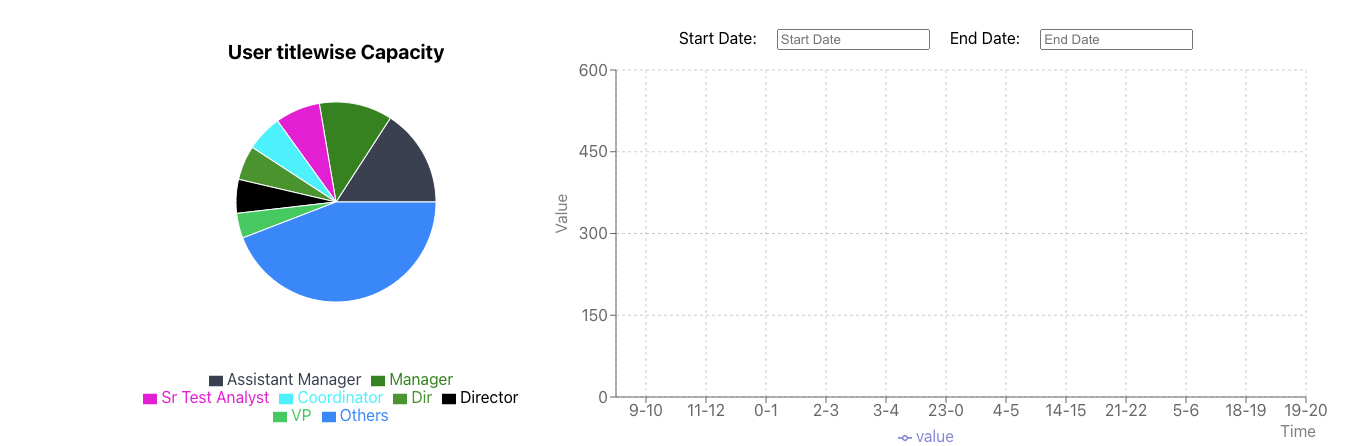 User titlewise Capacity
Assistant Manager Manager
Sr Test Analyst Coordinator Dir Director
VP Others
Start Date: Start Date End Date: End Date
600
450
300
150
0
Value
9-10 11-12 0-1 2-3 3-4 23-0 4-5 14-15 21-22 5-6 18-19 19-20
Time
value